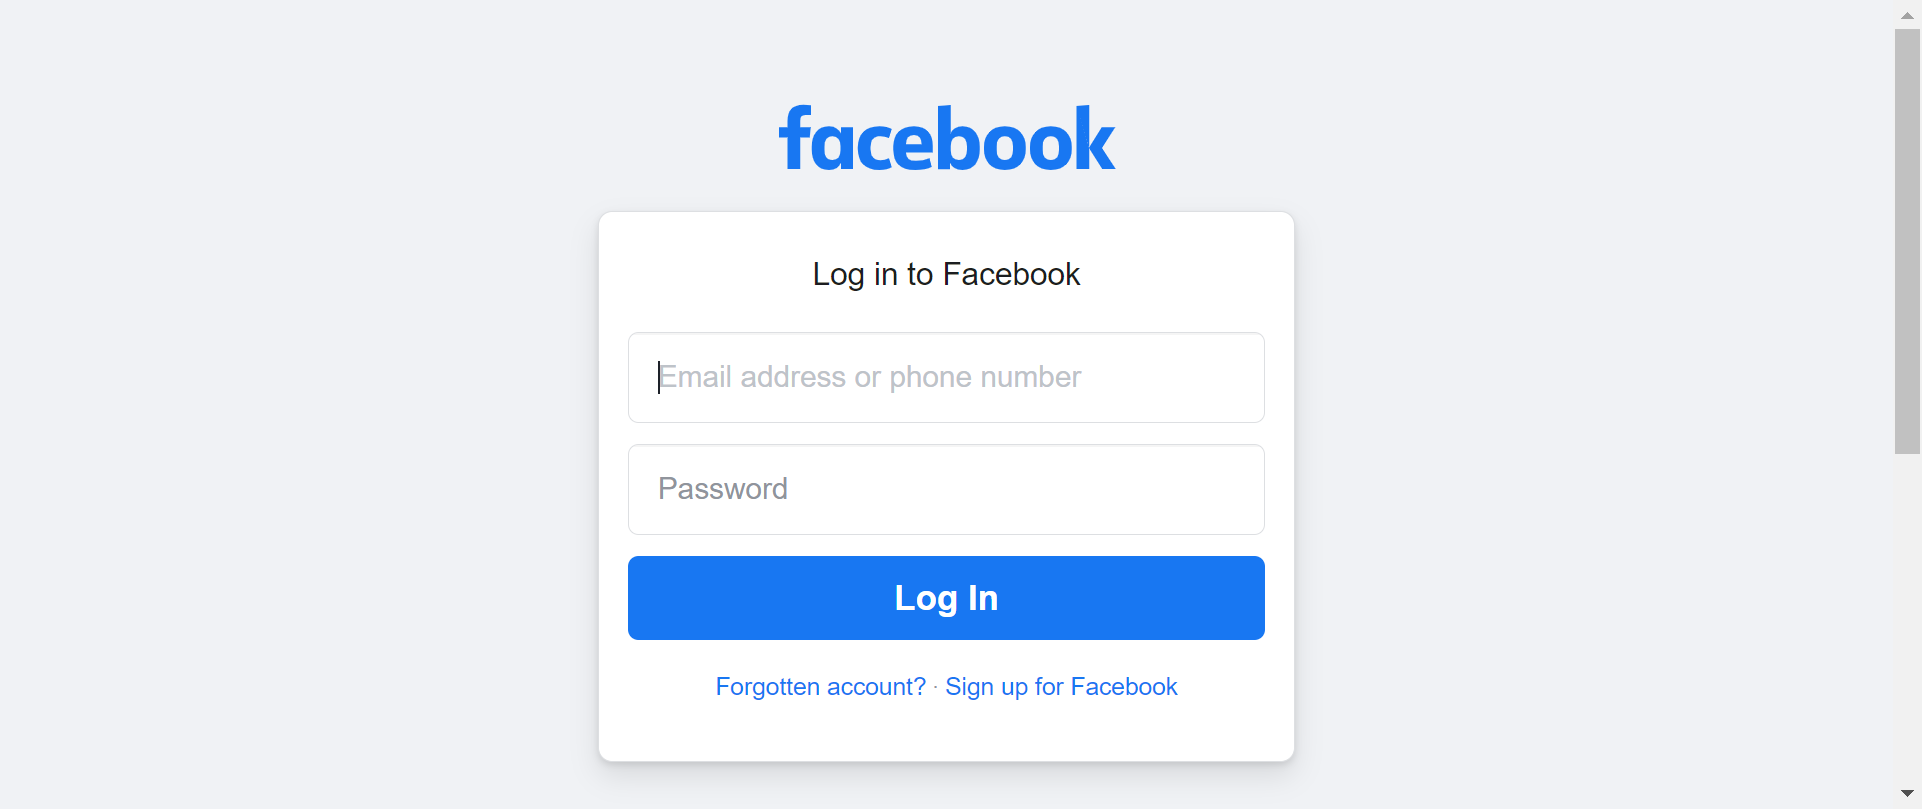 facebook
Log in to Facebook
Email address or phone number
Password
Log In
Forgotten account? · Sign up for Facebook